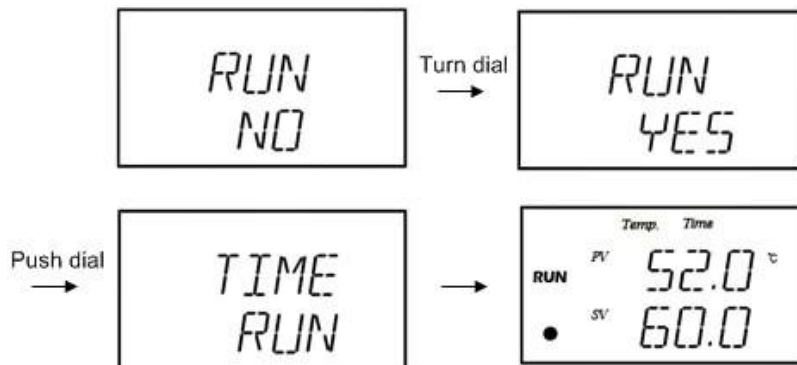 RUN
NO
Turn dial
RUN
YES
Push dial
TIME
RUN
Temp. Time
PV 52.0 ℃
RUN
SV 60.0